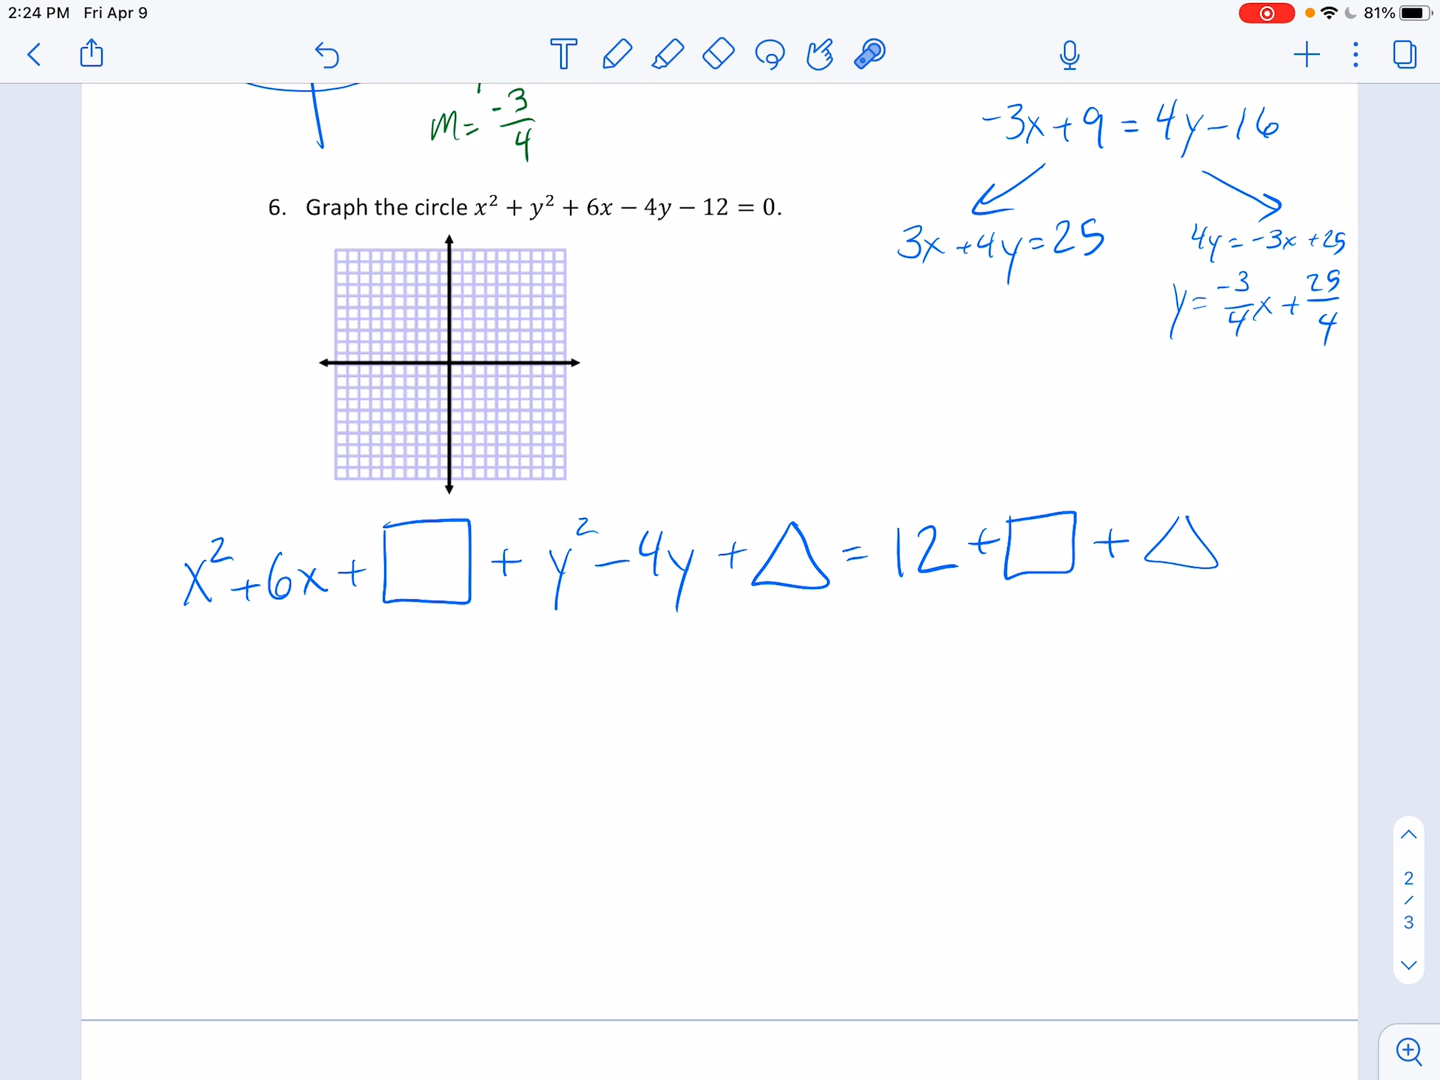 2:24 PM Fri Apr 9
81%
m = -3/4
-3x + 9 = 4y - 16
6. Graph the circle x² + y² + 6x − 4y − 12 = 0.
3x + 4y = 25
4y = -3x + 25
y = -3/4 x + 25/4
x² + 6x + □ + y² - 4y + △ = 12 + □ + △
2
/
3